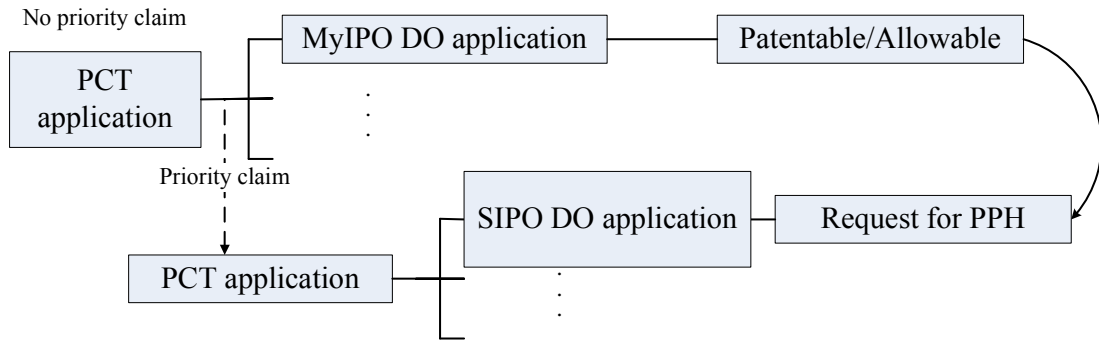 No priority claim
MyIPO DO application
Patentable/Allowable
PCT
application
Priority claim
SIPO DO application
Request for PPH
PCT application